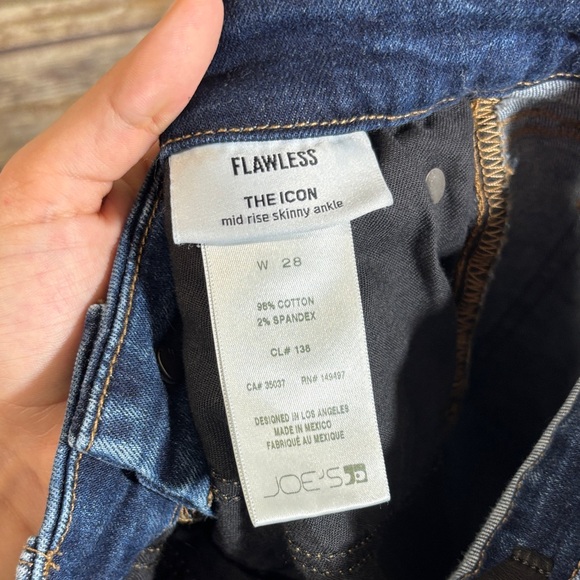 FLAWLESS
THE ICON
mid rise skinny ankle
W 28
98% COTTON
2% SPANDEX
CL# 136
CA# 35037 RN# 149497
DESIGNED IN LOS ANGELES
MADE IN MEXICO
FABRIQUÉ AU MEXIQUE
JOE'S